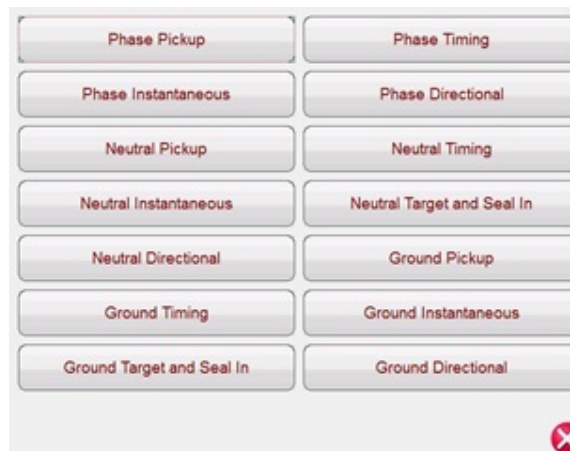 Phase Pickup
Phase Timing
Phase Instantaneous
Phase Directional
Neutral Pickup
Neutral Timing
Neutral Instantaneous
Neutral Target and Seal In
Neutral Directional
Ground Pickup
Ground Timing
Ground Instantaneous
Ground Target and Seal In
Ground Directional